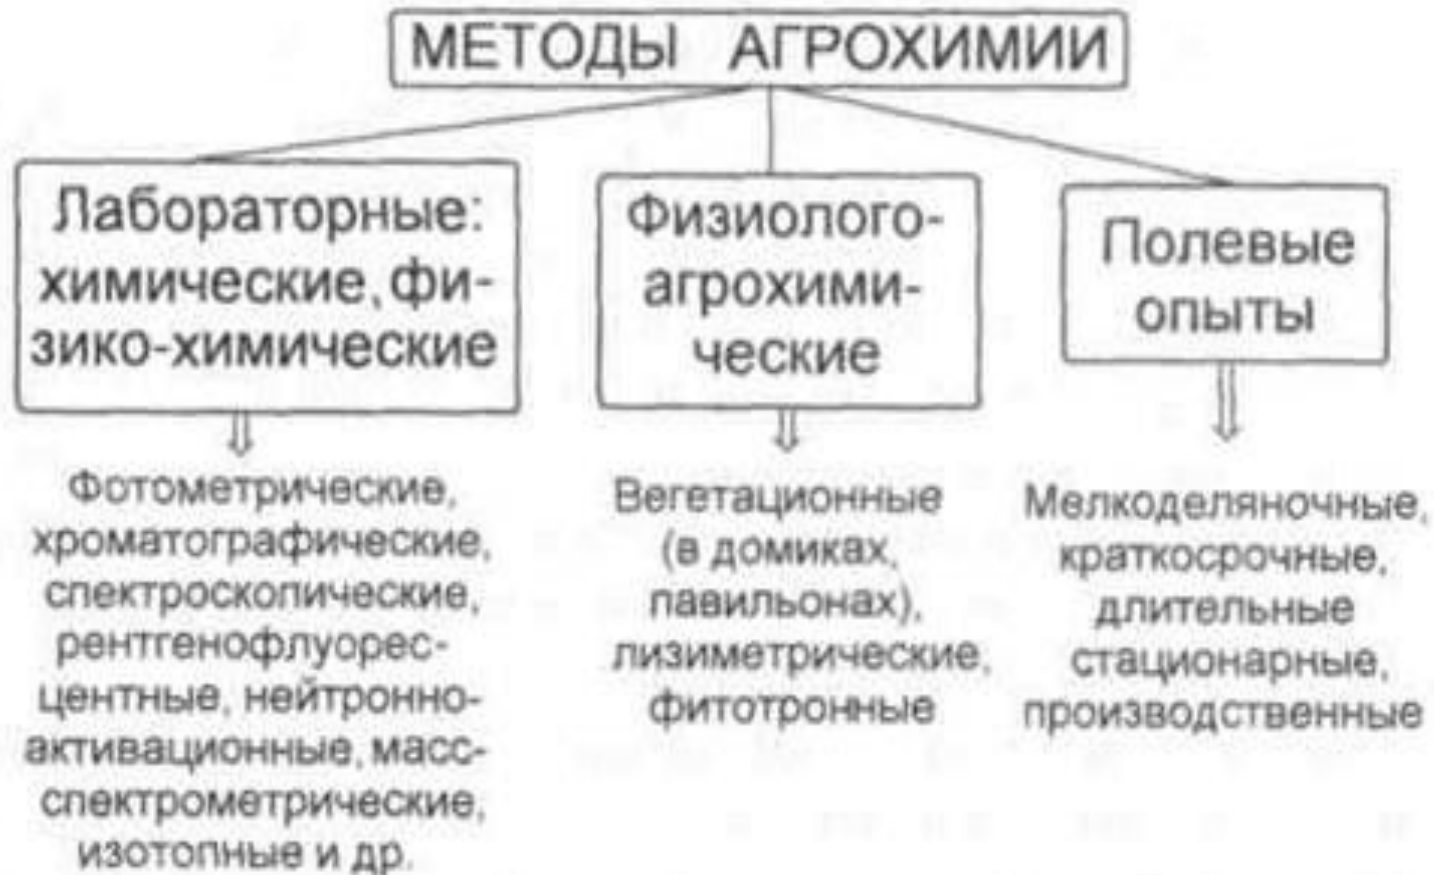 МЕТОДЫ АГРОХИМИИ
Лабораторные:
химические, фи-
зико-химические
Физиолого-
агрохими-
ческие
Полевые
опыты
Фотометрические,
хроматографические,
спектроскопические,
рентгенофлуорес-
центные, нейтронно-
активационные, масс-
спектрометрические,
изотопные и др.
Вегетационные
(в домиках,
павильонах),
лизиметрические,
фитотронные
Мелкоделяночные,
краткосрочные,
длительные
стационарные,
производственные